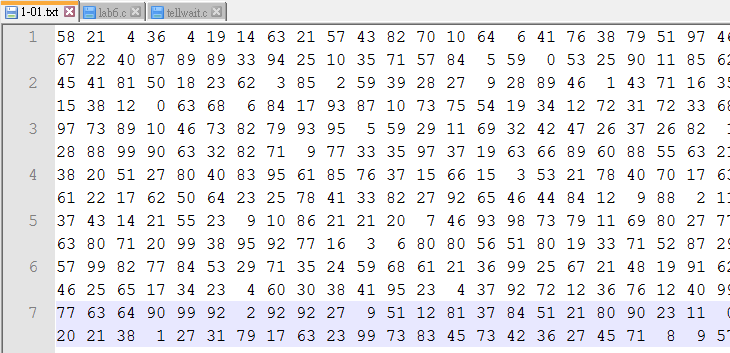 1-01.txt lab6.c tellwait.c
1 58 21 4 36 4 19 14 63 21 57 43 82 70 10 64 6 41 76 38 79 51 97 46
67 22 40 87 89 89 33 94 25 10 35 71 57 84 5 59 0 53 25 90 11 85 62
2 45 41 81 50 18 23 62 3 85 2 59 39 28 27 9 28 89 46 1 43 71 16 35
15 38 12 0 63 68 6 84 17 93 87 10 73 75 54 19 34 12 72 31 72 33 68
3 97 73 89 10 46 73 82 79 93 95 5 59 29 11 69 32 42 47 26 37 26 82
28 88 99 90 63 32 82 71 9 77 33 35 97 37 19 63 66 89 60 88 55 63 21
4 38 20 51 27 80 40 83 95 61 85 76 37 15 66 15 3 53 21 78 40 70 17 63
61 22 17 62 50 64 23 25 78 41 33 82 27 92 65 46 44 84 12 9 88 2 11
5 37 43 14 21 55 23 9 10 86 21 21 20 7 46 93 98 73 79 11 69 80 27 77
63 80 71 20 99 38 95 92 77 16 3 6 80 80 56 51 80 19 33 71 52 87 29
6 57 99 82 77 84 53 29 71 35 24 59 68 61 21 36 99 25 67 21 48 19 91 62
46 25 65 17 34 23 4 60 30 38 41 95 23 4 37 92 72 12 36 76 12 40 99
7 77 63 64 90 99 92 2 92 92 27 9 51 12 81 37 84 51 21 80 90 23 11
20 21 38 1 27 31 79 17 63 23 99 73 83 45 73 42 36 27 45 71 8 9 57